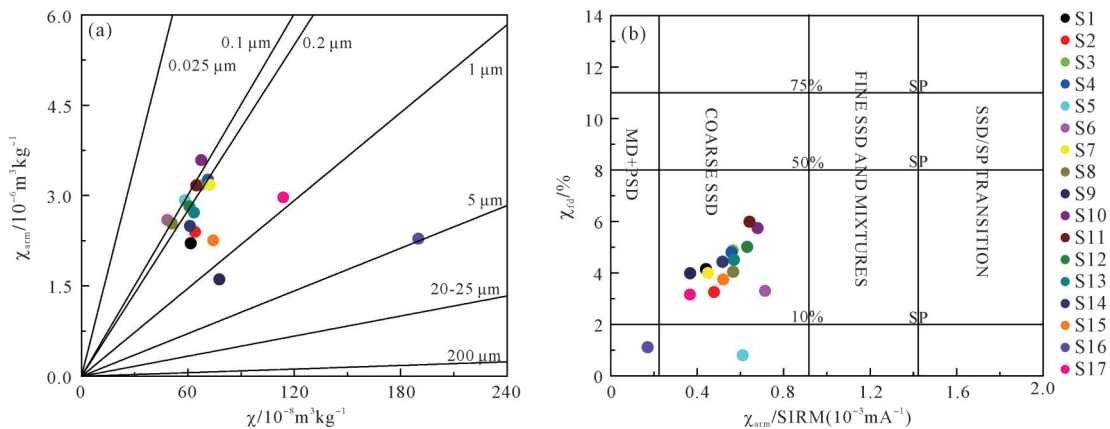 (a)
6.0
4.5
3.0
1.5
0.0
0
60
120
180
240
χarm/10⁻⁶m³kg⁻¹
χ/10⁻⁸m³kg⁻¹
0.025 μm
0.1 μm
0.2 μm
1 μm
5 μm
20-25 μm
200 μm
(b)
14
12
10
8
6
4
2
0
0
0.4
0.8
1.2
1.6
2.0
χfd/%
χarm/SIRM(10⁻³mA⁻¹)
75%
SP
50%
SP
10%
SP
MD+PSD
COARSE SSD
FINE SSD AND MIXTURES
SSD/SP TRANSITION
S1
S2
S3
S4
S5
S6
S7
S8
S9
S10
S11
S12
S13
S14
S15
S16
S17